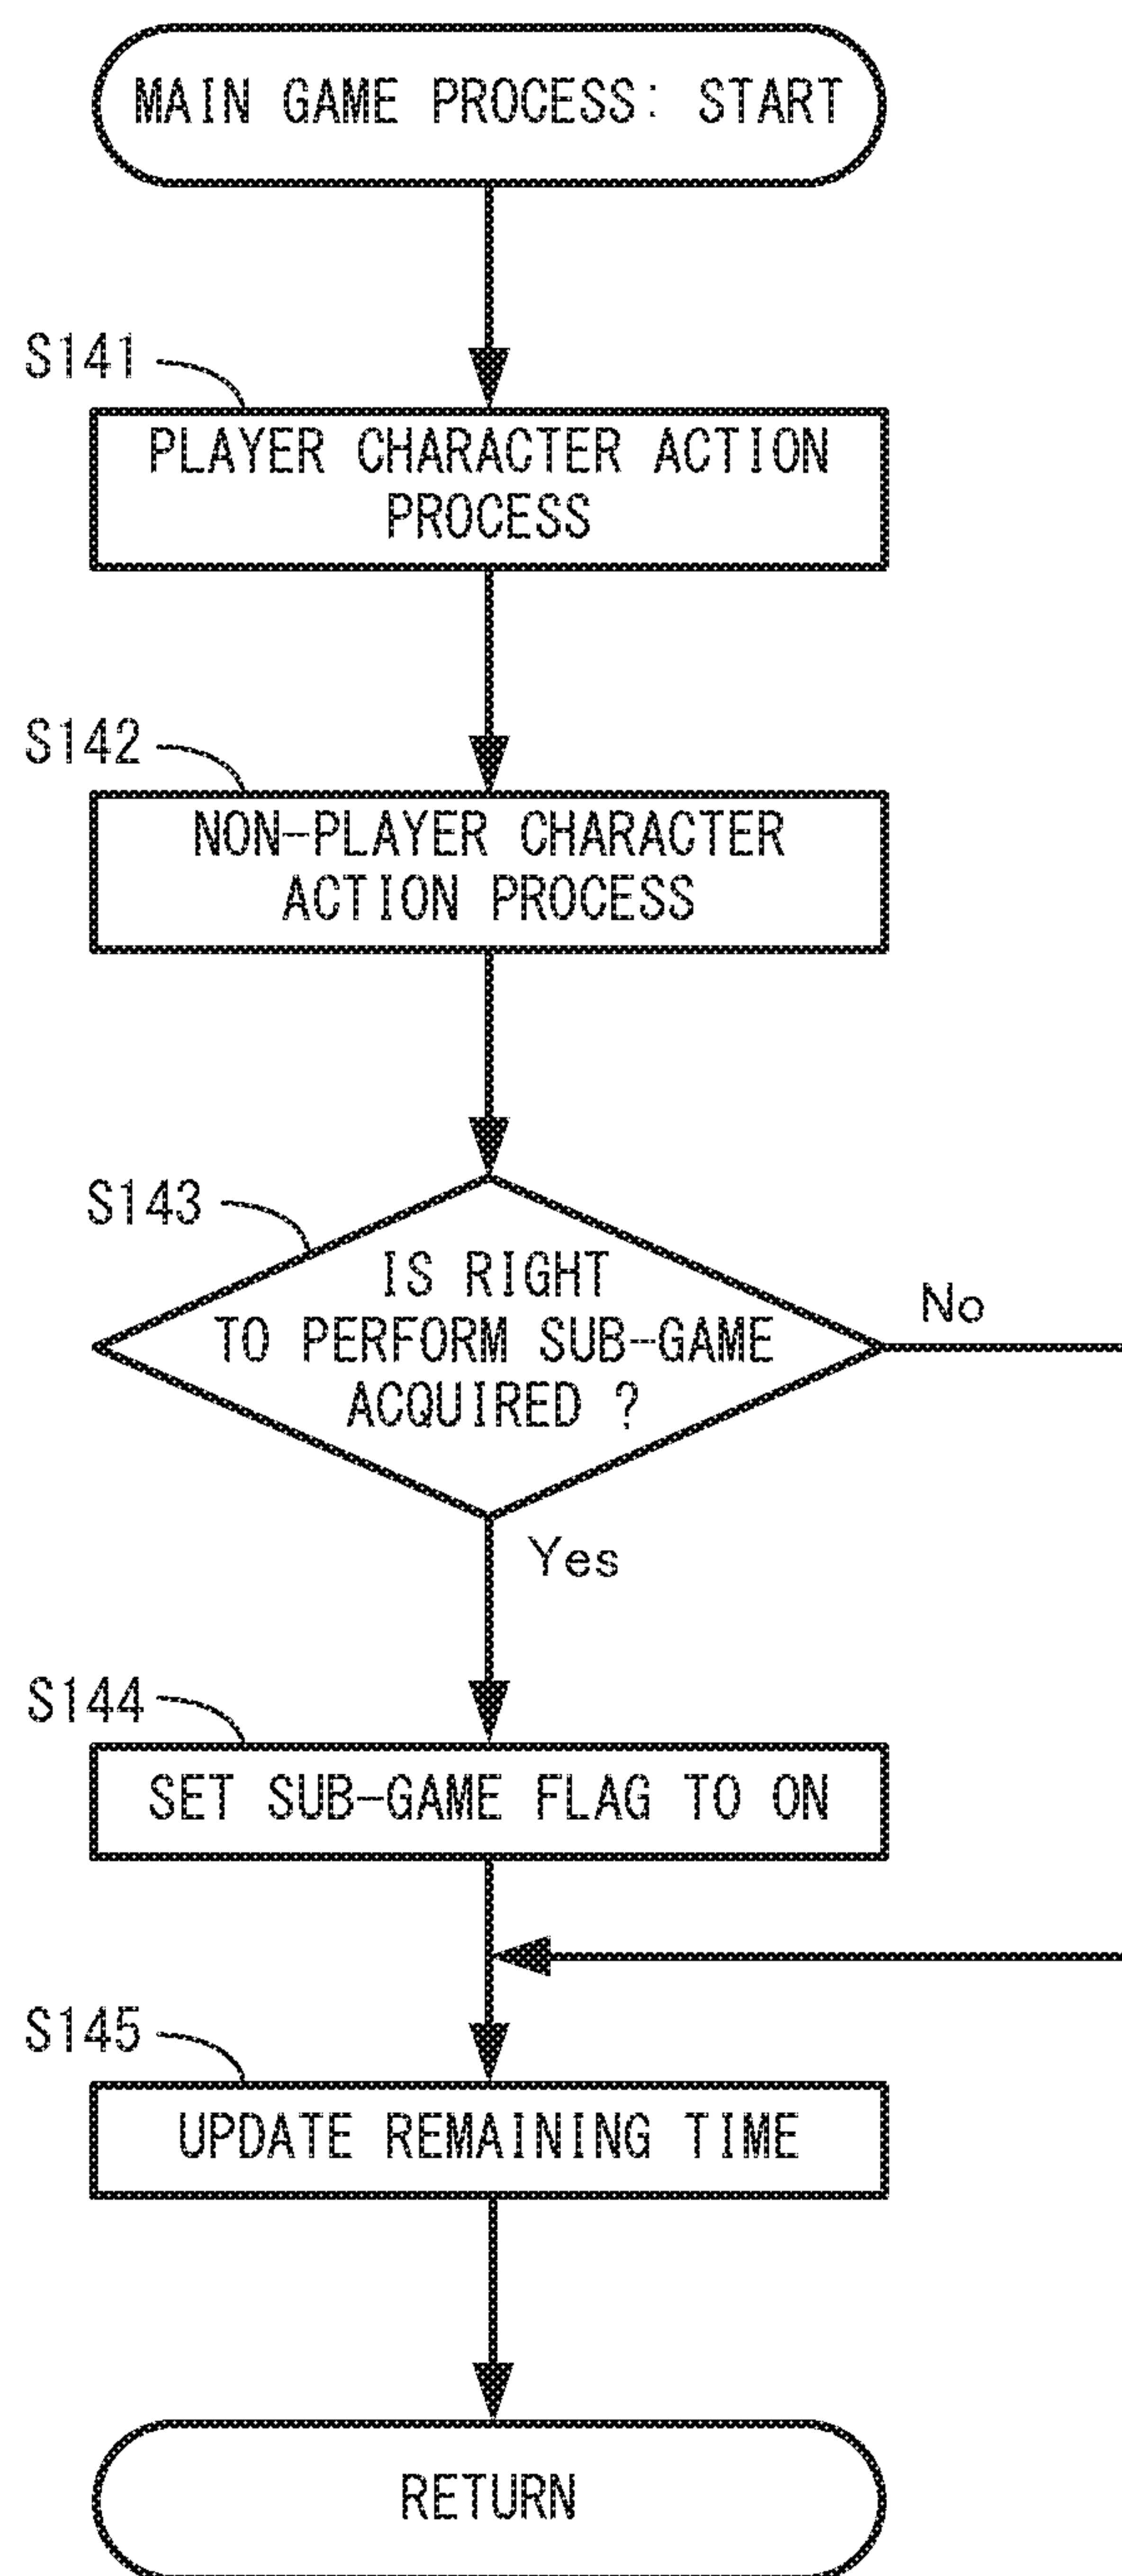 MAIN GAME PROCESS: START
S141
PLAYER CHARACTER ACTION
PROCESS
S142
NON-PLAYER CHARACTER
ACTION PROCESS
S143
IS RIGHT
TO PERFORM SUB-GAME
ACQUIRED ?
No
Yes
S144
SET SUB-GAME FLAG TO ON
S145
UPDATE REMAINING TIME
RETURN